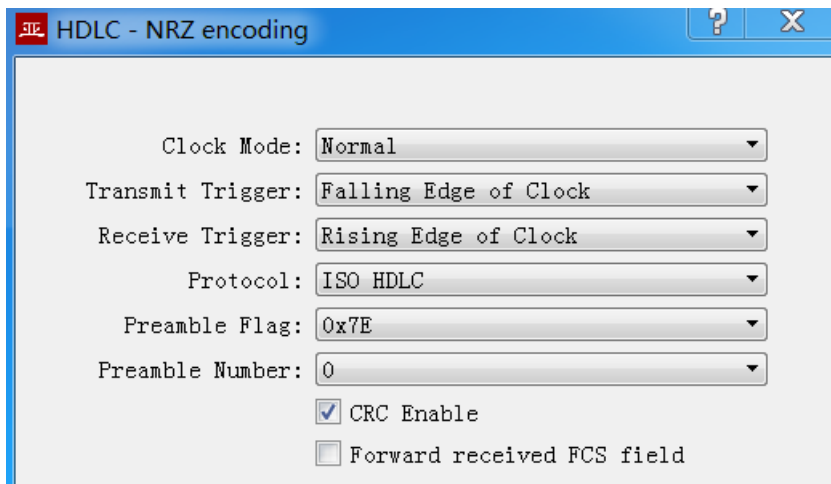 亚 HDLC - NRZ encoding
Clock Mode: Normal
Transmit Trigger: Falling Edge of Clock
Receive Trigger: Rising Edge of Clock
Protocol: ISO HDLC
Preamble Flag: 0x7E
Preamble Number: 0
CRC Enable
Forward received FCS field